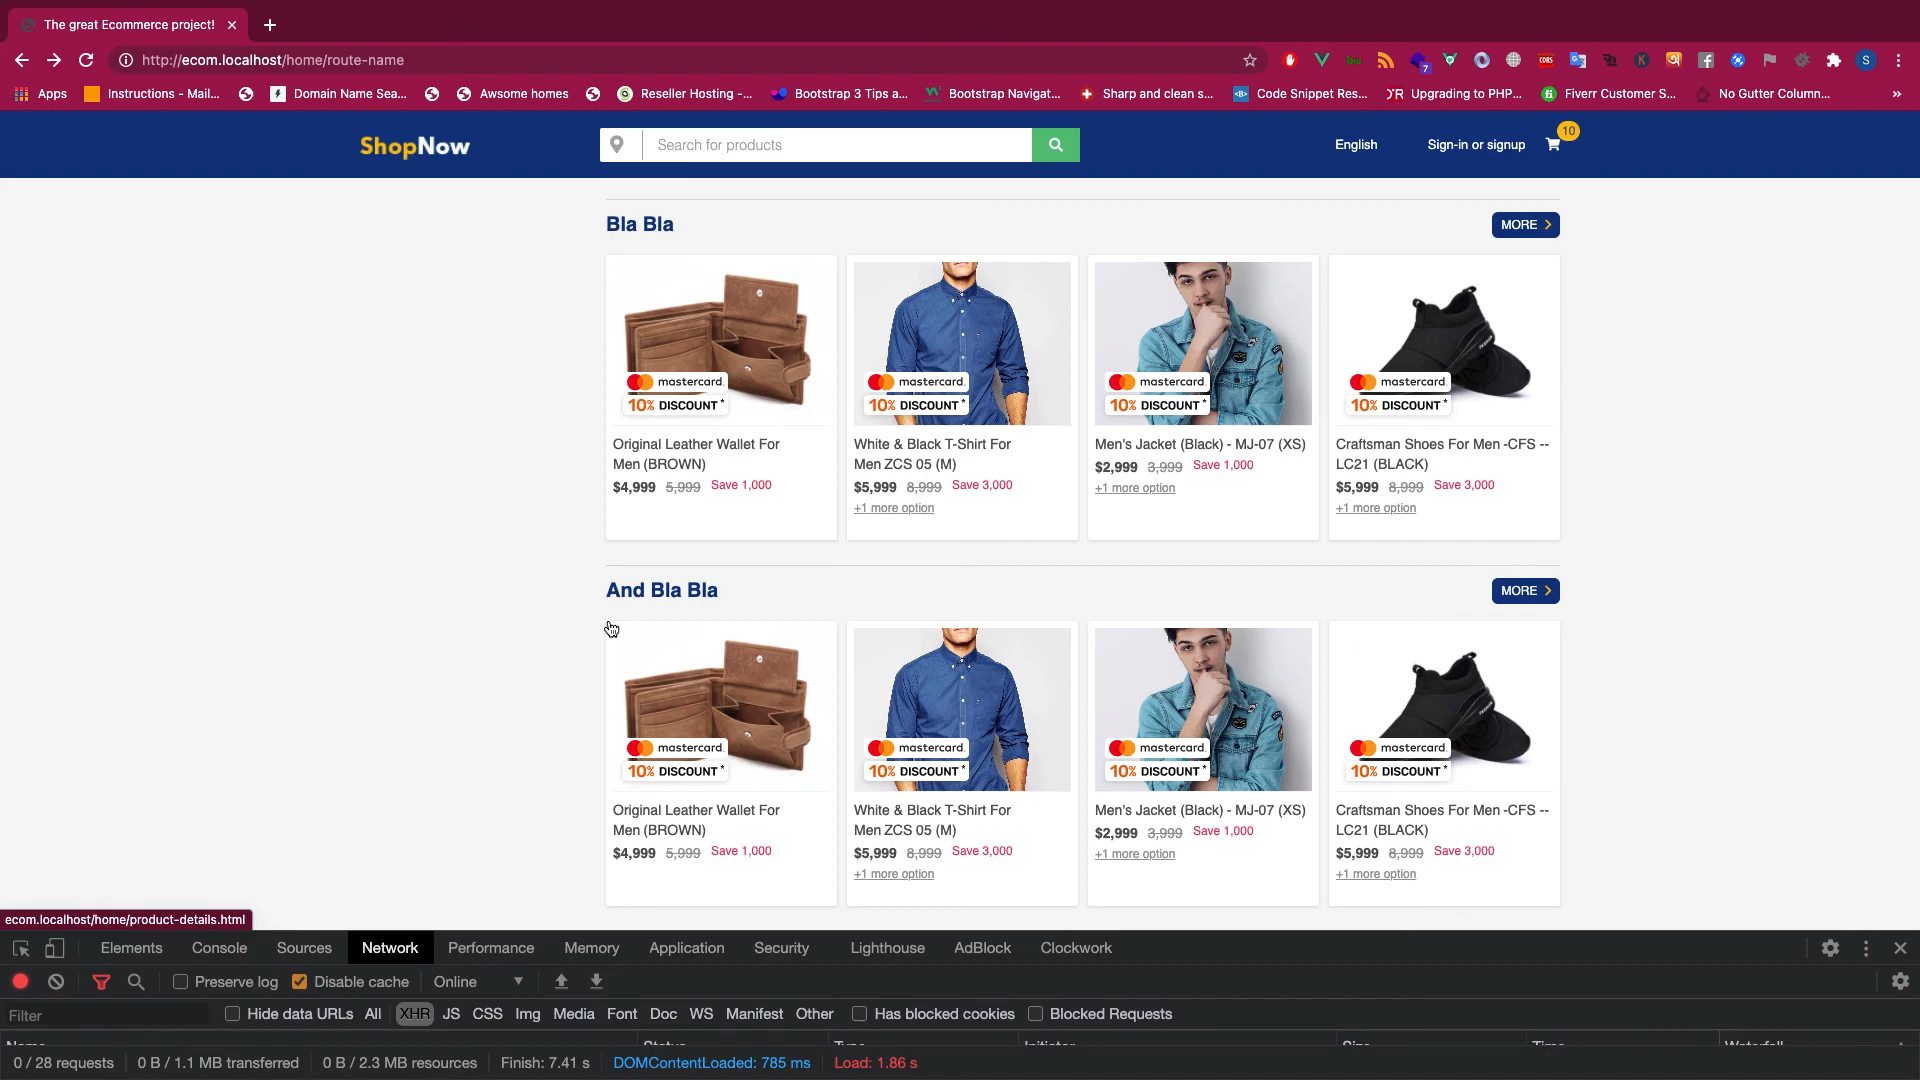 The great Ecommerce project!
http://ecom.localhost/home/route-name
7
CORS
K
S
Apps
Instructions - Mail...
Domain Name Sea...
Awsome homes
Reseller Hosting -...
Bootstrap 3 Tips a...
Bootstrap Navigat...
Sharp and clean s...
Code Snippet Res...
Upgrading to PHP...
Fiverr Customer S...
No Gutter Column...
»
ShopNow
Search for products
English
Sign-in or signup
10
Bla Bla
MORE
mastercard.
10% DISCOUNT*
mastercard.
10% DISCOUNT*
mastercard.
10% DISCOUNT*
mastercard.
10% DISCOUNT*
Original Leather Wallet For
Men (BROWN)
$4,999 5,999 Save 1,000
White & Black T-Shirt For
Men ZCS 05 (M)
$5,999 8,999 Save 3,000
+1 more option
Men's Jacket (Black) - MJ-07 (XS)
$2,999 3,999 Save 1,000
+1 more option
Craftsman Shoes For Men -CFS --
LC21 (BLACK)
$5,999 8,999 Save 3,000
+1 more option
And Bla Bla
MORE
mastercard.
10% DISCOUNT*
mastercard.
10% DISCOUNT*
mastercard.
10% DISCOUNT*
mastercard.
10% DISCOUNT*
Original Leather Wallet For
Men (BROWN)
$4,999 5,999 Save 1,000
White & Black T-Shirt For
Men ZCS 05 (M)
$5,999 8,999 Save 3,000
+1 more option
Men's Jacket (Black) - MJ-07 (XS)
$2,999 3,999 Save 1,000
+1 more option
Craftsman Shoes For Men -CFS --
LC21 (BLACK)
$5,999 8,999 Save 3,000
+1 more option
ecom.localhost/home/product-details.html
Elements Console Sources Network Performance Memory Application Security Lighthouse AdBlock Clockwork
Preserve log Disable cache Online
Filter Hide data URLs All XHR JS CSS Img Media Font Doc WS Manifest Other Has blocked cookies Blocked Requests
Name Status Type Initiator Size Time Waterfall
0 / 28 requests 0 B / 1.1 MB transferred 0 B / 2.3 MB resources Finish: 7.41 s DOMContentLoaded: 785 ms Load: 1.86 s